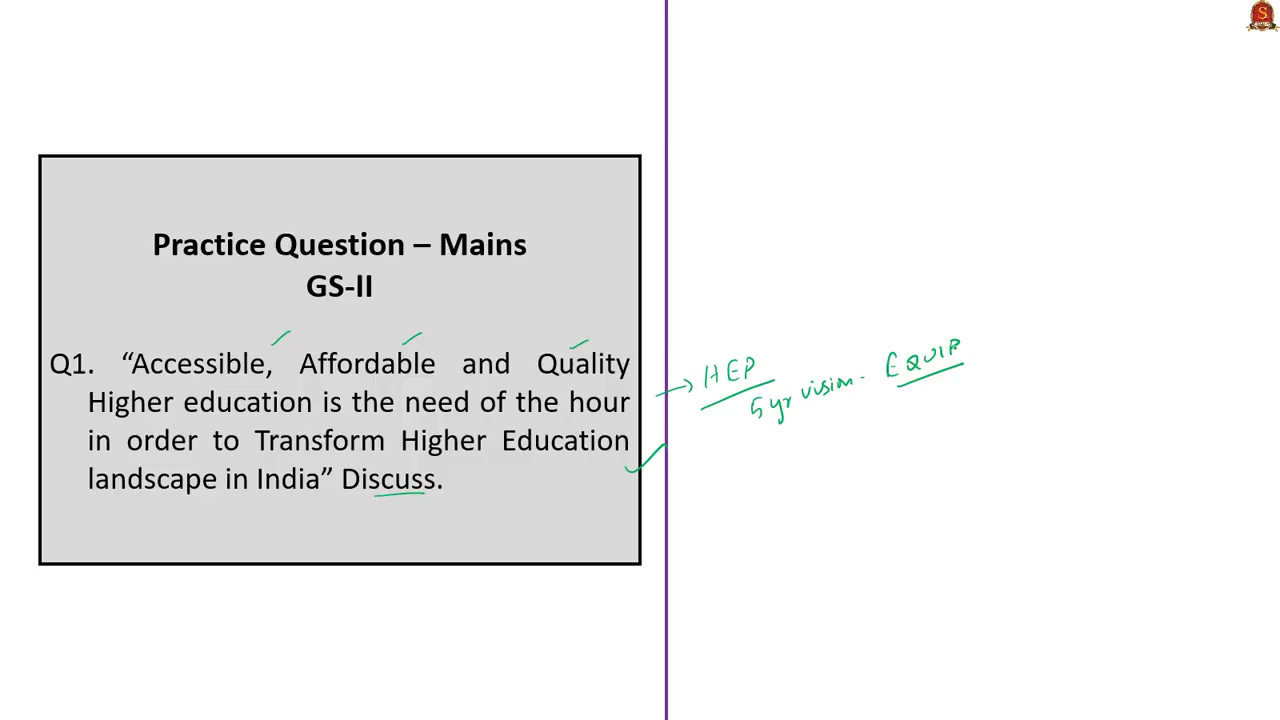 Practice Question – Mains
GS-II
Q1. “Accessible, Affordable and Quality
Higher education is the need of the hour
in order to Transform Higher Education
landscape in India” Discuss.
HEP
5 yr vision - EQUIP